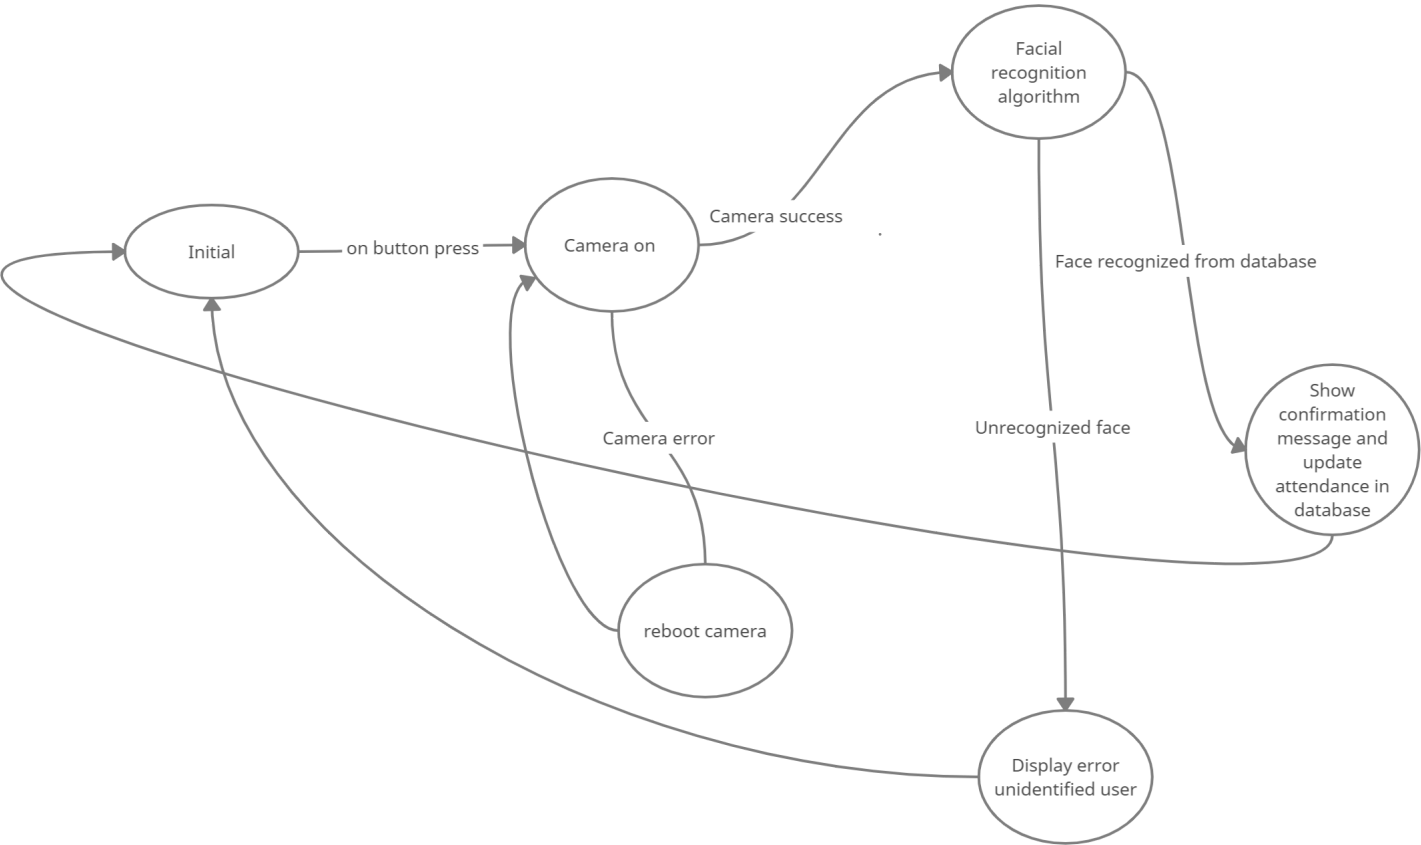 Facial
recognition
algorithm
Camera success
Initial
on button press
Camera on
Face recognized from database
Show
confirmation
message and
update
attendance in
database
Unrecognized face
Camera error
reboot camera
Display error
unidentified user